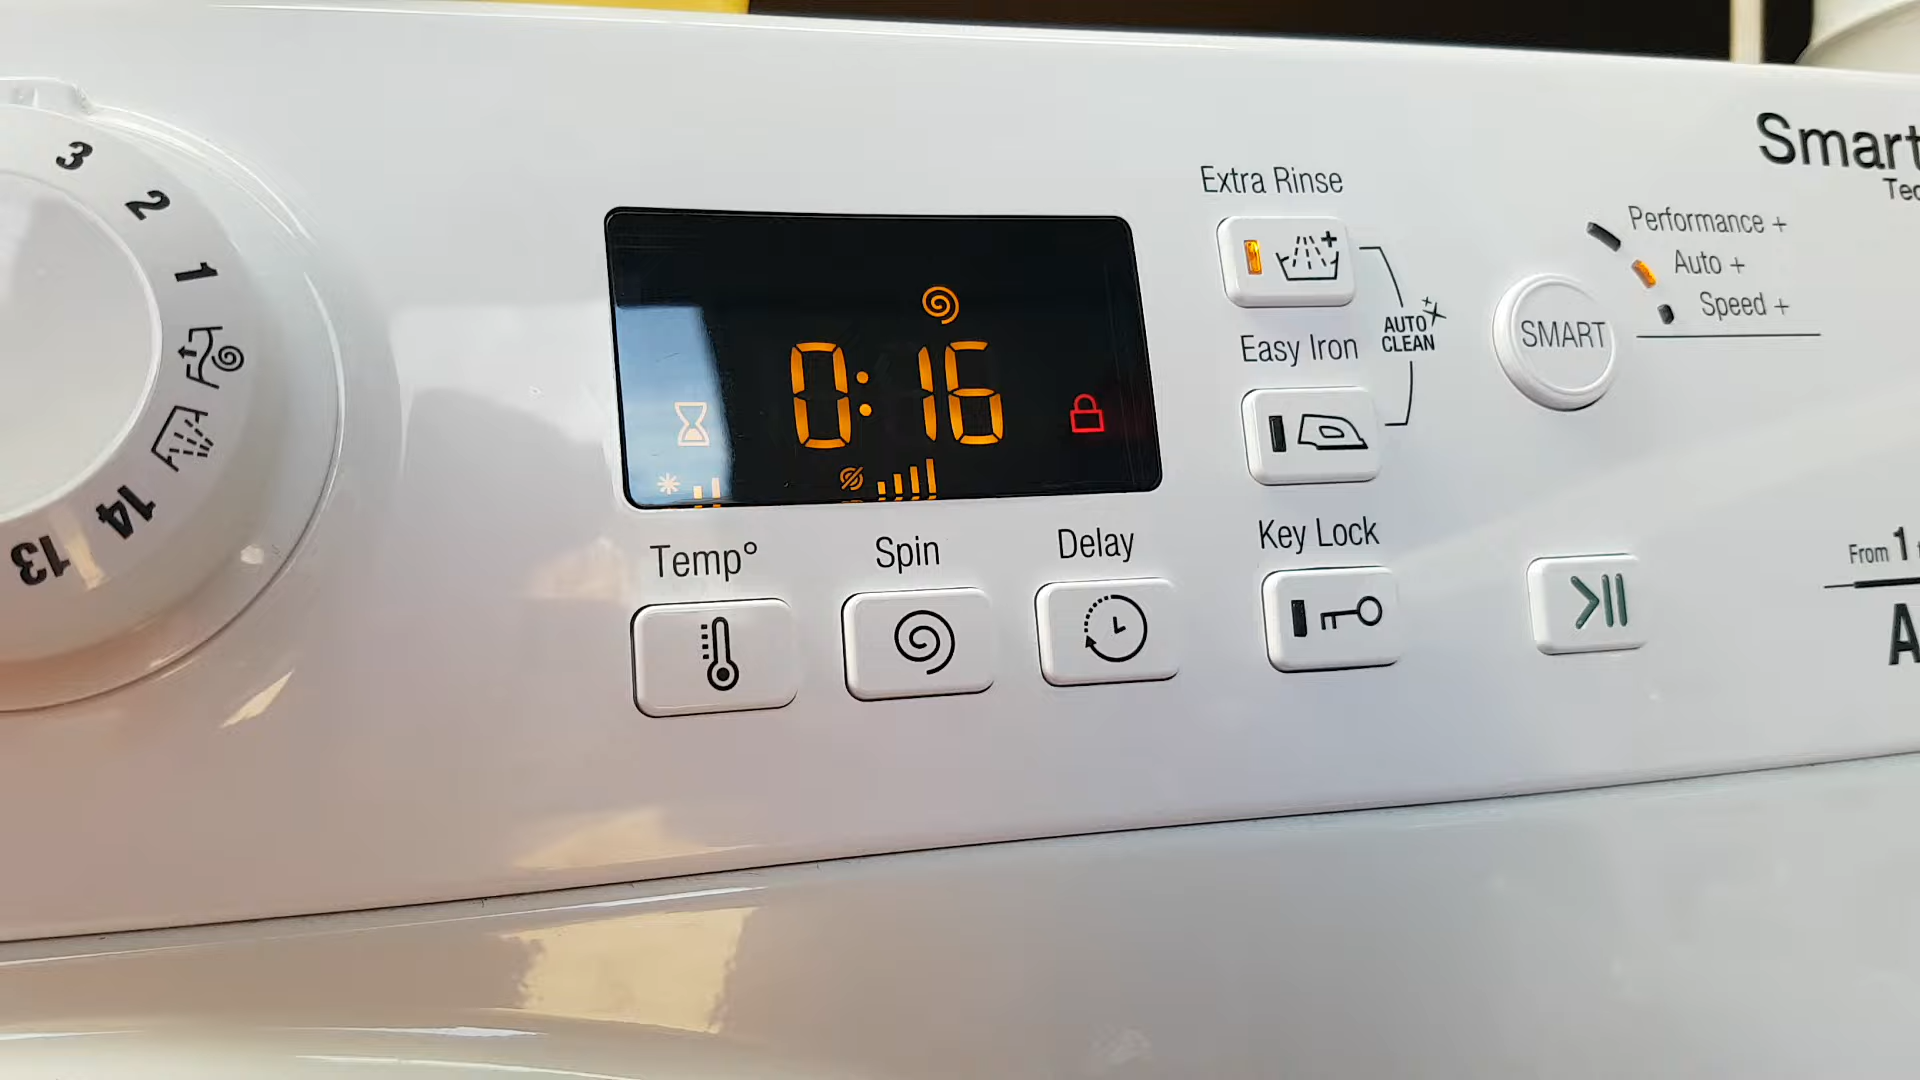 3
2
1
14
13
0:16
Temp°
Spin
Delay
Extra Rinse
Easy Iron
AUTO
CLEAN
Key Lock
SMART
Smart
Tec
Performance +
Auto +
Speed +
From 1
A